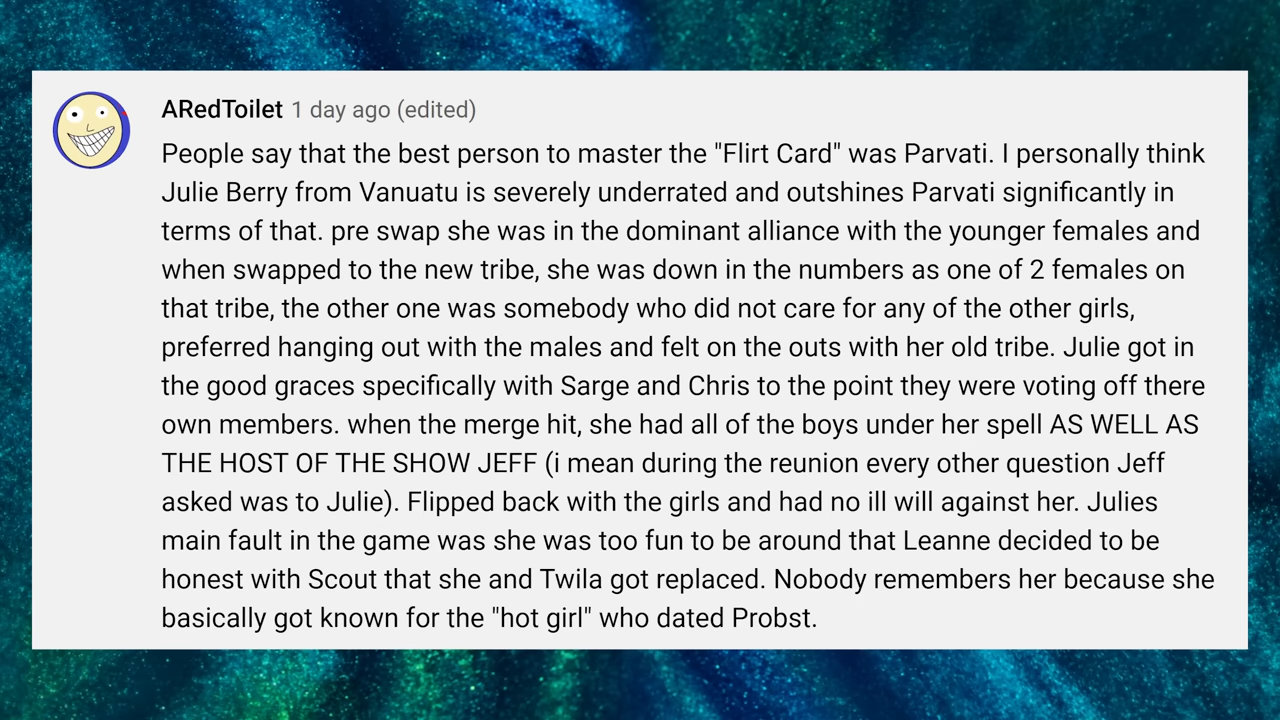 ARedToilet 1 day ago (edited)
People say that the best person to master the "Flirt Card" was Parvati. I personally think
Julie Berry from Vanuatu is severely underrated and outshines Parvati significantly in
terms of that. pre swap she was in the dominant alliance with the younger females and
when swapped to the new tribe, she was down in the numbers as one of 2 females on
that tribe, the other one was somebody who did not care for any of the other girls,
preferred hanging out with the males and felt on the outs with her old tribe. Julie got in
the good graces specifically with Sarge and Chris to the point they were voting off there
own members. when the merge hit, she had all of the boys under her spell AS WELL AS
THE HOST OF THE SHOW JEFF (i mean during the reunion every other question Jeff
asked was to Julie). Flipped back with the girls and had no ill will against her. Julies
main fault in the game was she was too fun to be around that Leanne decided to be
honest with Scout that she and Twila got replaced. Nobody remembers her because she
basically got known for the "hot girl" who dated Probst.